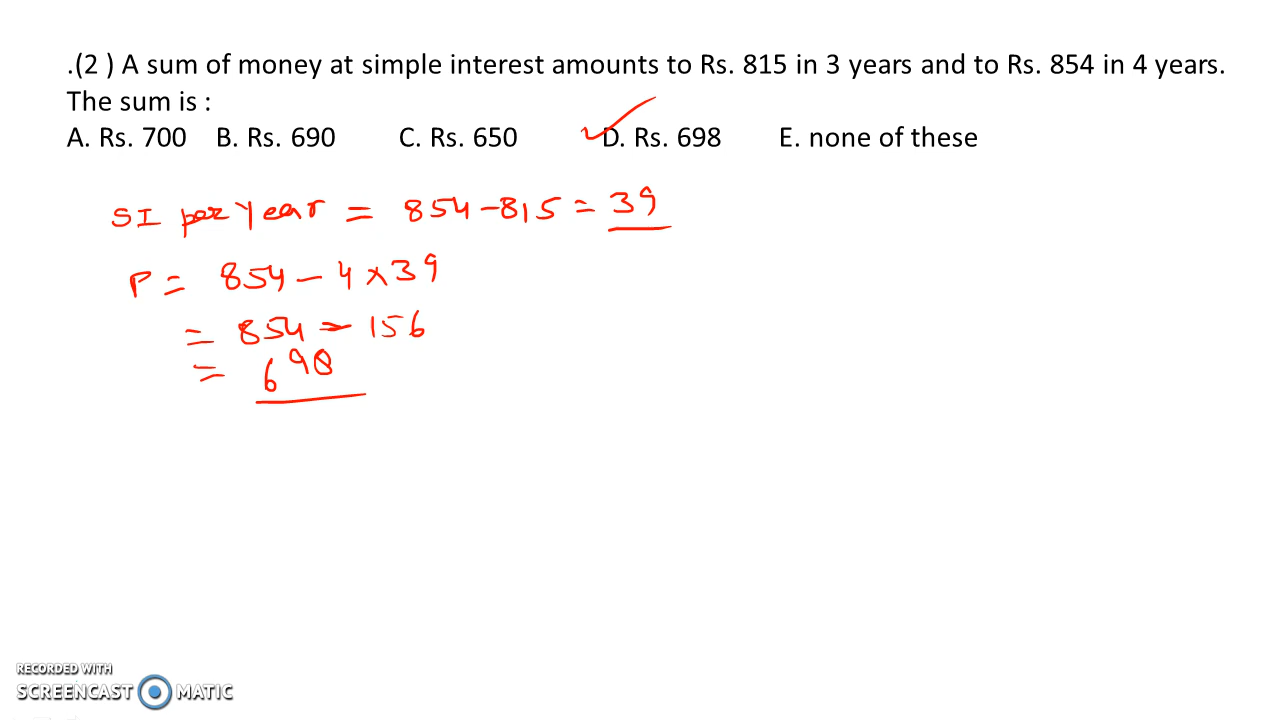 .(2 ) A sum of money at simple interest amounts to Rs. 815 in 3 years and to Rs. 854 in 4 years.
The sum is :
A. Rs. 700 B. Rs. 690 C. Rs. 650 D. Rs. 698 E. none of these
SI per year = 854-815 = 39
P = 854 - 4 × 39
= 854 - 156
= 698
RECORDED WITH
SCREENCAST MATIC